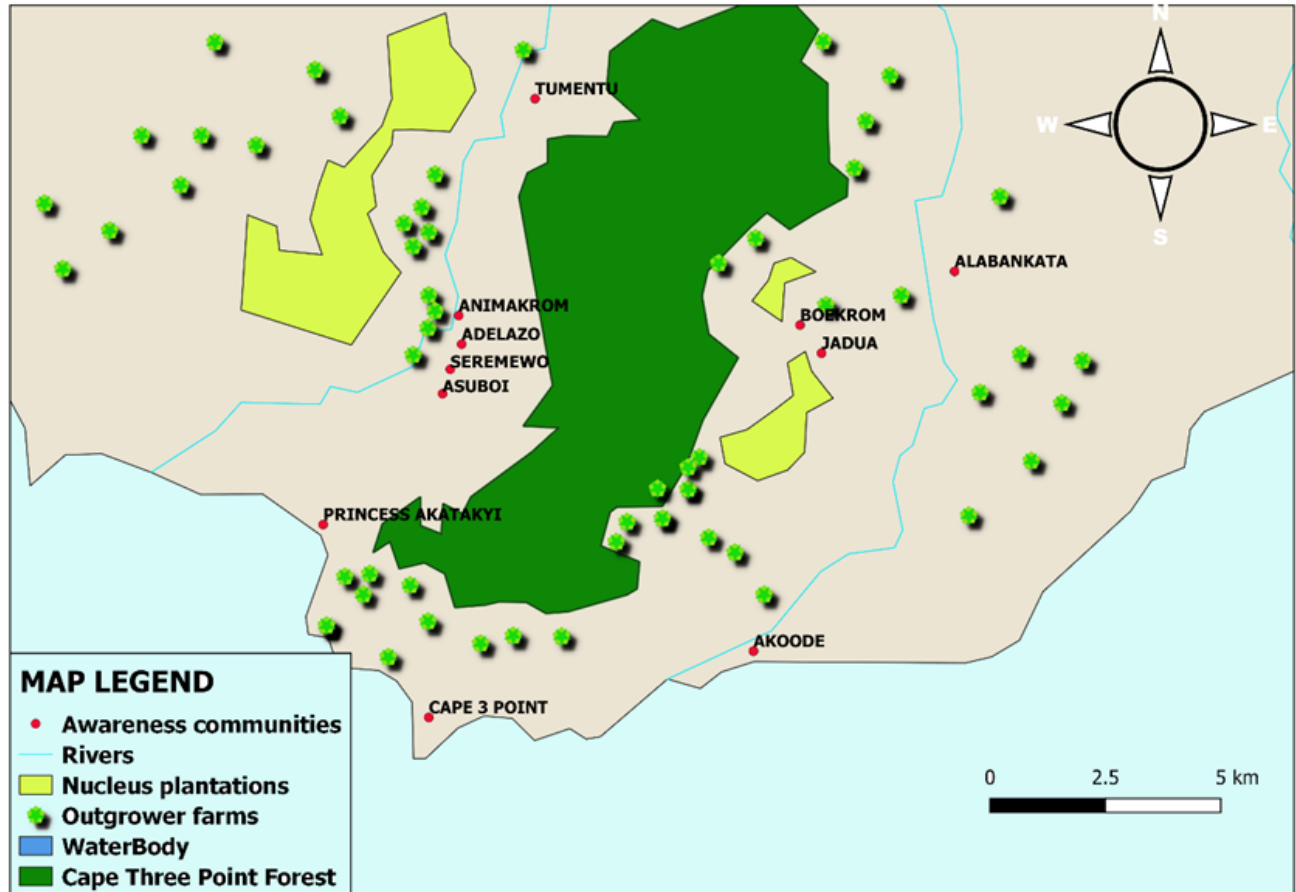 N
TUMENTU
W
E
S
ALABANKATA
ANIMAKROM
BOEKROM
ADELAZO
JADUA
SEREMEWO
ASUBOI
PRINCESS AKATAKYI
AKOODE
CAPE 3 POINT
MAP LEGEND
Awareness communities
Rivers
Nucleus plantations
Outgrower farms
WaterBody
Cape Three Point Forest
0 2.5 5 km